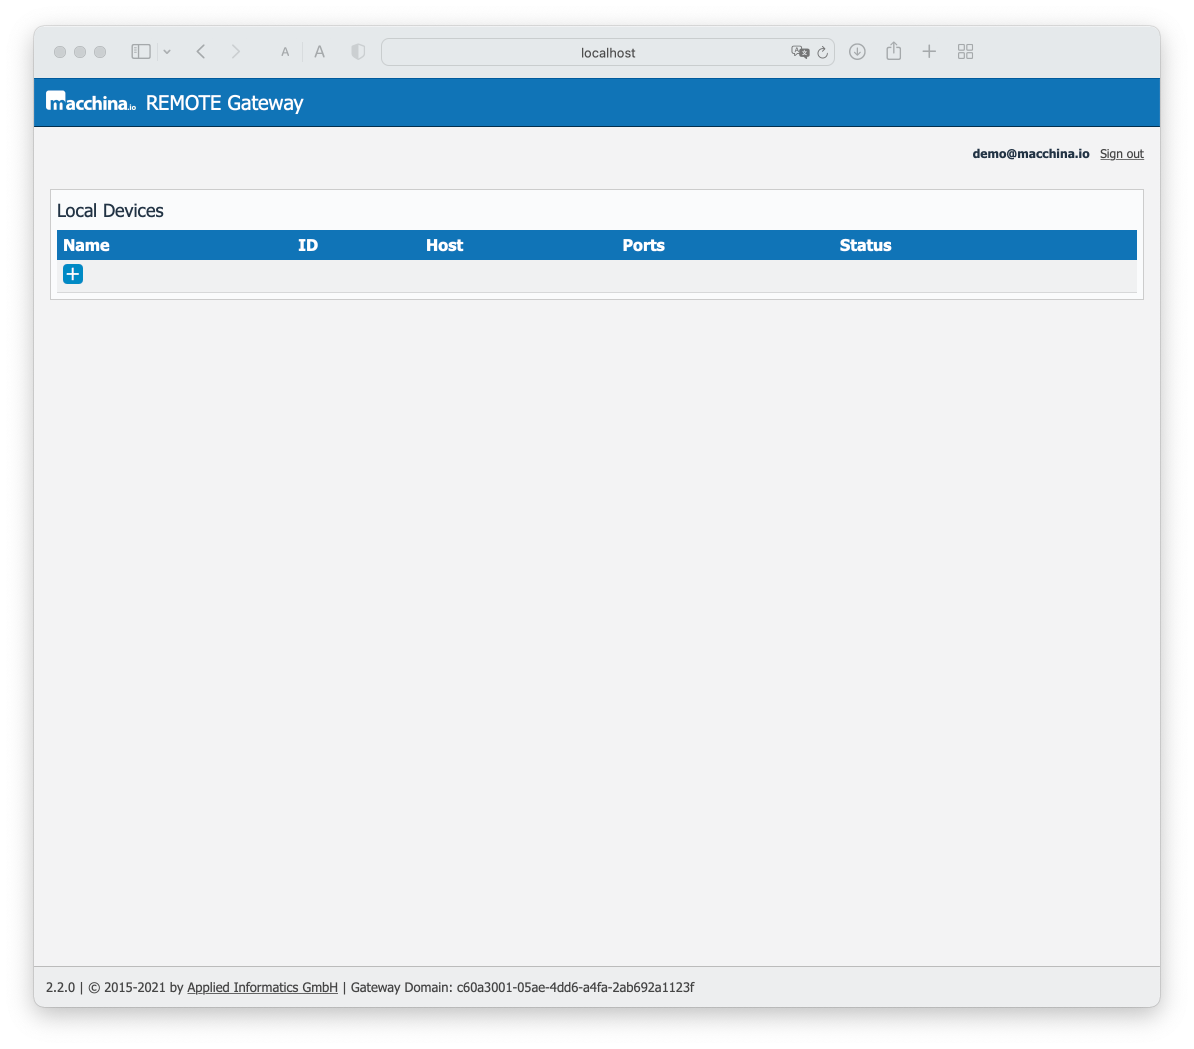 A A localhost
macchina.io REMOTE Gateway
demo@macchina.io Sign out
Local Devices
Name ID Host Ports Status
2.2.0 | © 2015-2021 by Applied Informatics GmbH | Gateway Domain: c60a3001-05ae-4dd6-a4fa-2ab692a1123f